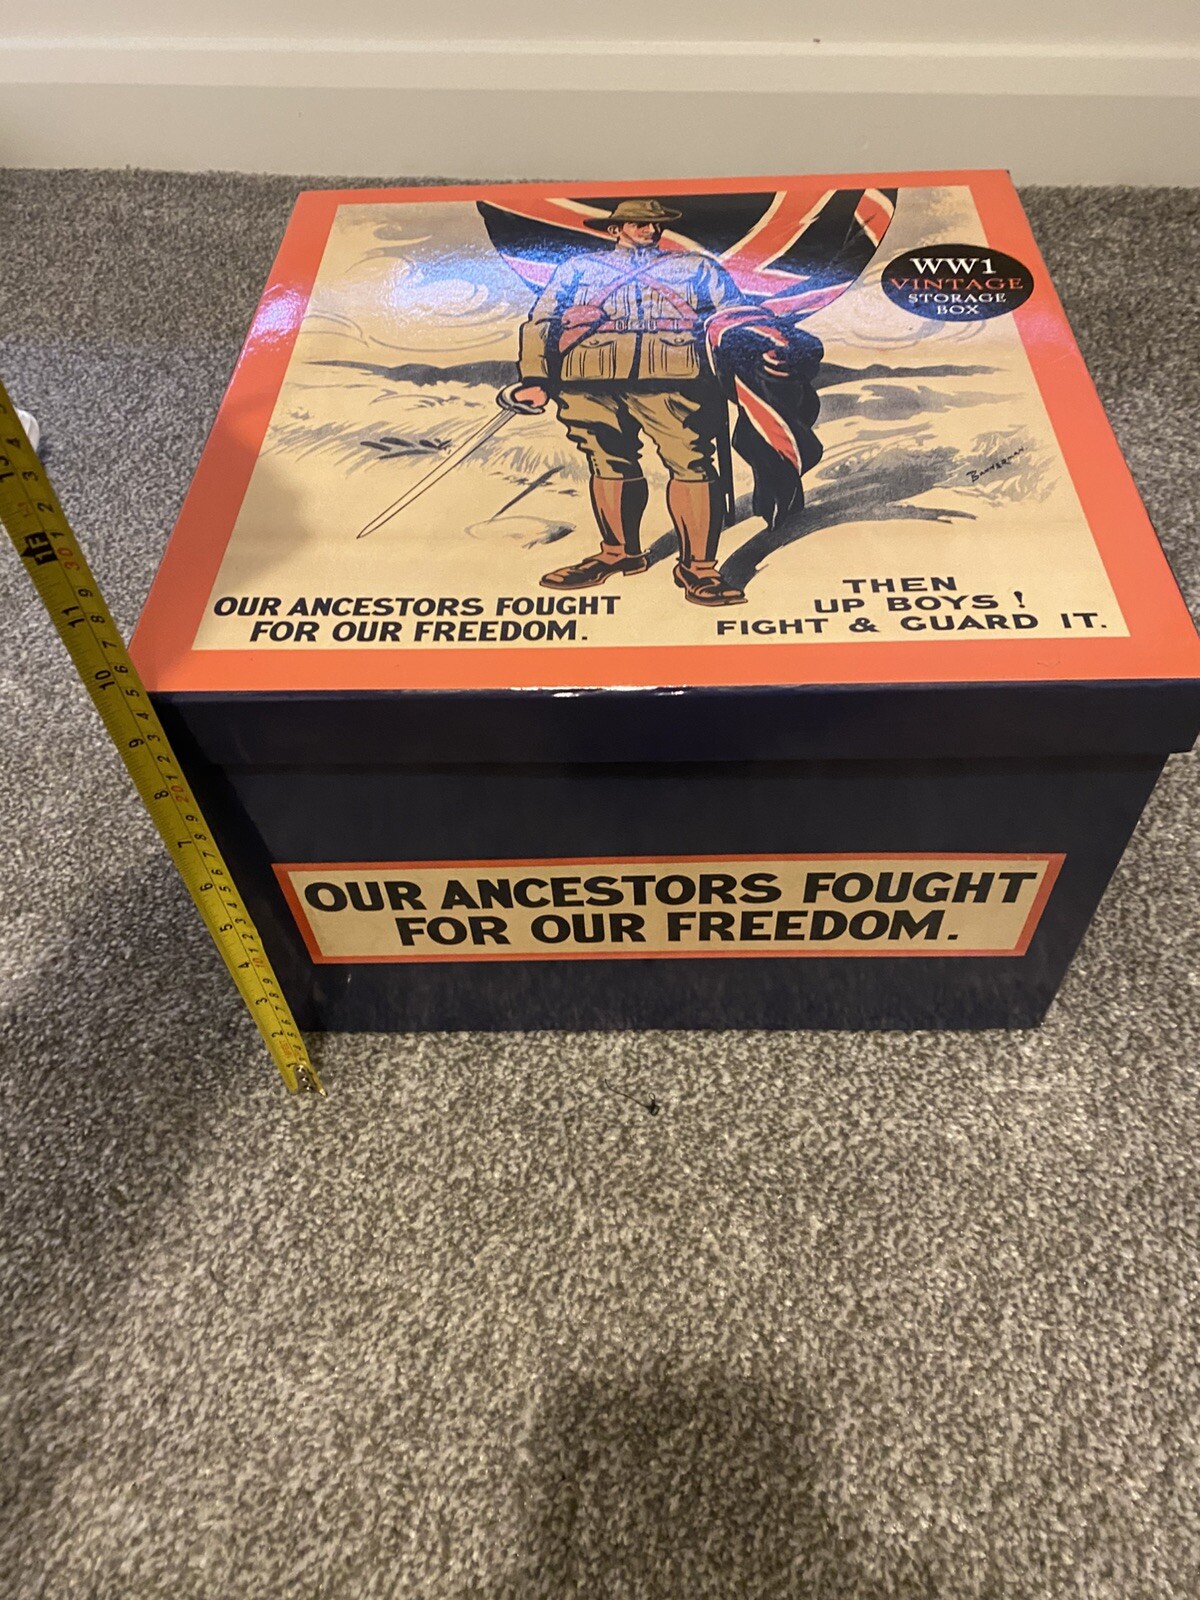 WW1
VINTAGE
STORAGE
BOX
Bannerman
OUR ANCESTORS FOUGHT
FOR OUR FREEDOM.
THEN
UP BOYS!
FIGHT & GUARD IT.
OUR ANCESTORS FOUGHT
FOR OUR FREEDOM.